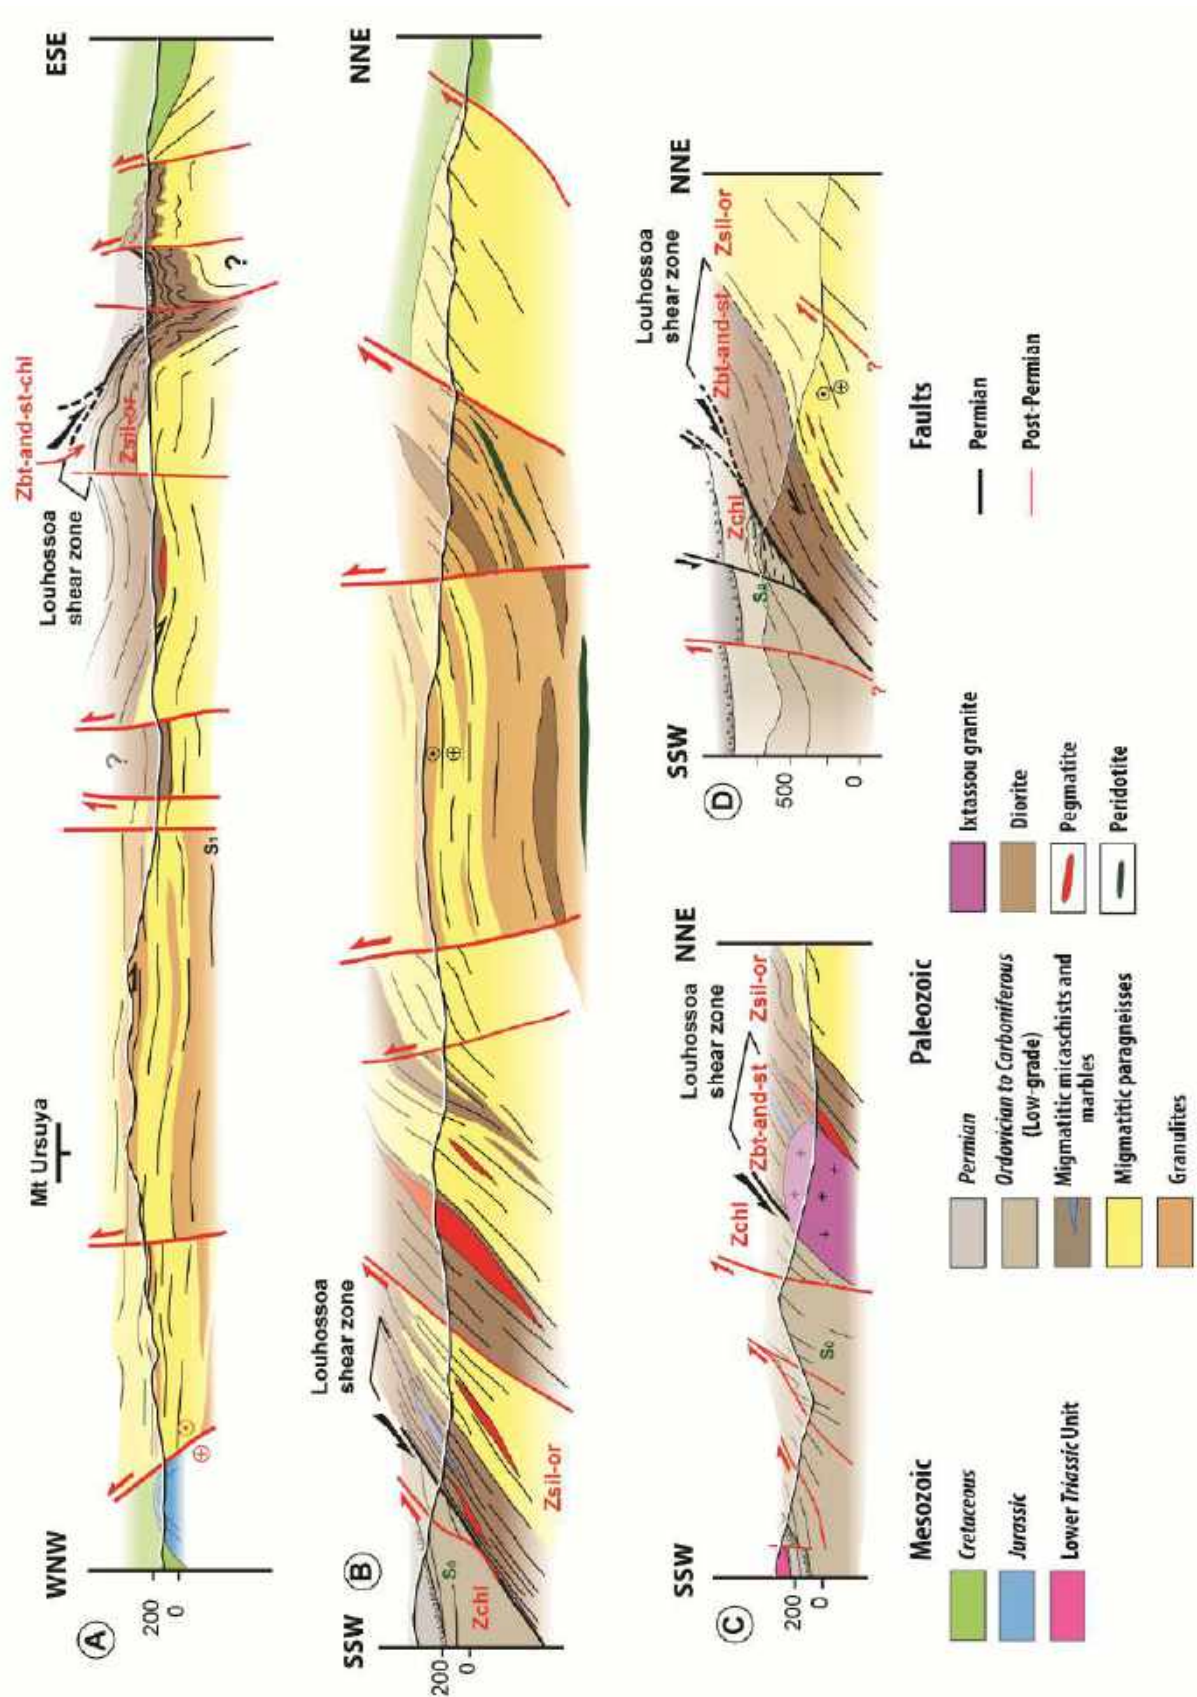 WNW
ESE
A
200
0
Mt Ursuya
S₁
?
Louhossoa
shear zone
Zbt-and-st-chl
Zsil-or
?
SSW
NNE
B
200
0
S₀
Zchl
Louhossoa
shear zone
Zsil-or
SSW
NNE
C
200
0
S₀
Zchl
Zbt-and-st
Louhossoa
shear zone
Zsil-or
SSW
NNE
D
500
0
?
Zchl
Zbt-and-st
Louhossoa
shear zone
Zsil-or
?
Mesozoic
Cretaceous
Jurassic
Lower Triassic Unit
Paleozoic
Permian
Ordovician to Carboniferous
(Low-grade)
Migmatitic micaschists and
marbles
Migmatitic paragneisses
Granulites
Ixtassou granite
Diorite
Pegmatite
Peridotite
Faults
Permian
Post-Permian